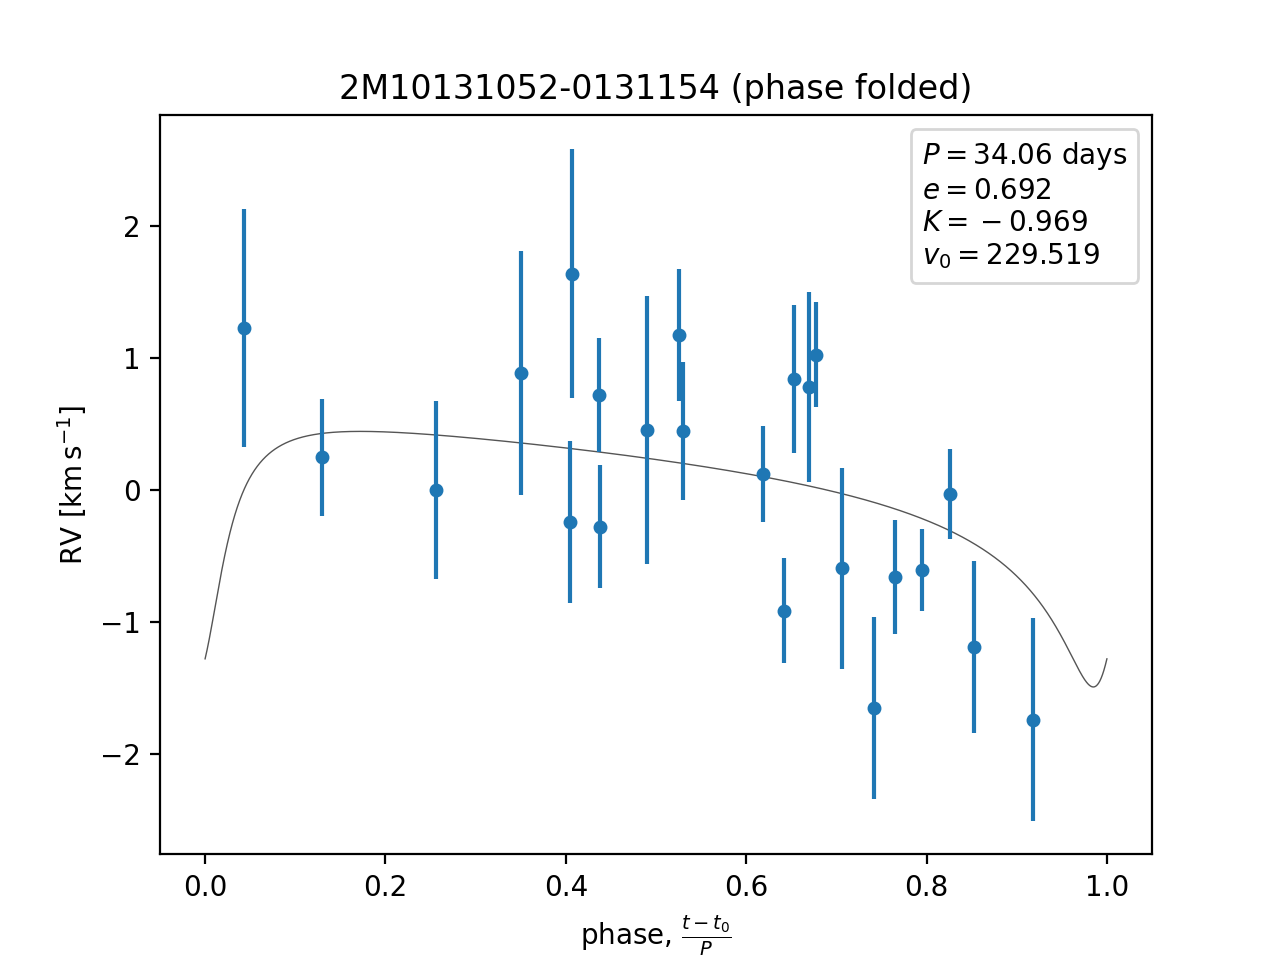 2M10131052-0131154 (phase folded)
P = 34.06 days
e = 0.692
K = −0.969
v₀ = 229.519
RV [km s⁻¹]
2
1
0
−1
−2
0.0 0.2 0.4 0.6 0.8 1.0
phase, (t − t₀)/P